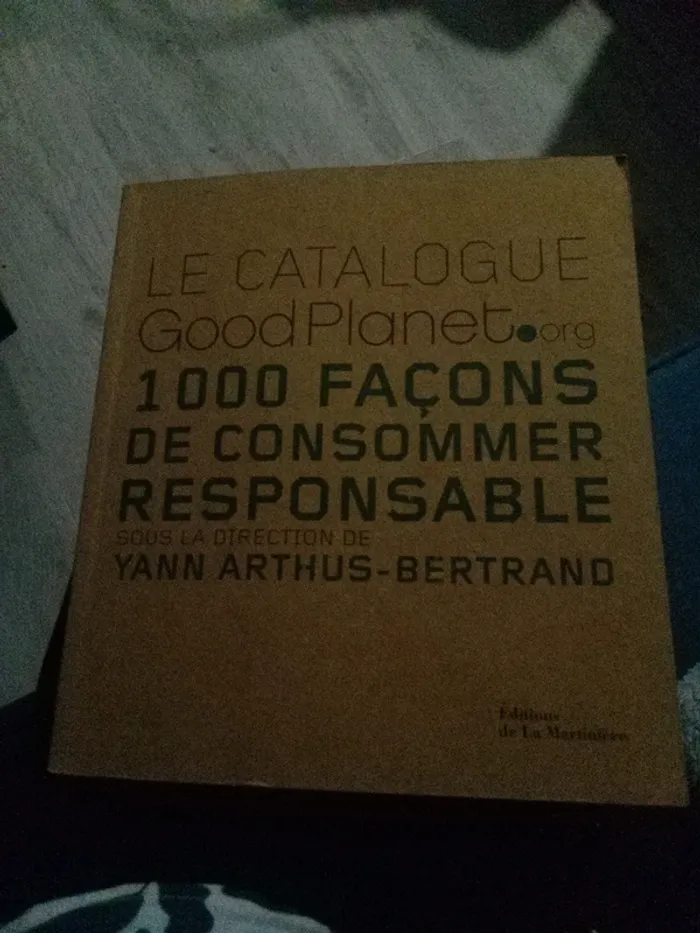 LE CATALOGUE
GoodPlanet.org
1000 FAÇONS
DE CONSOMMER
RESPONSABLE
SOUS LA DIRECTION DE
YANN ARTHUS-BERTRAND
Editions
de La Martinière